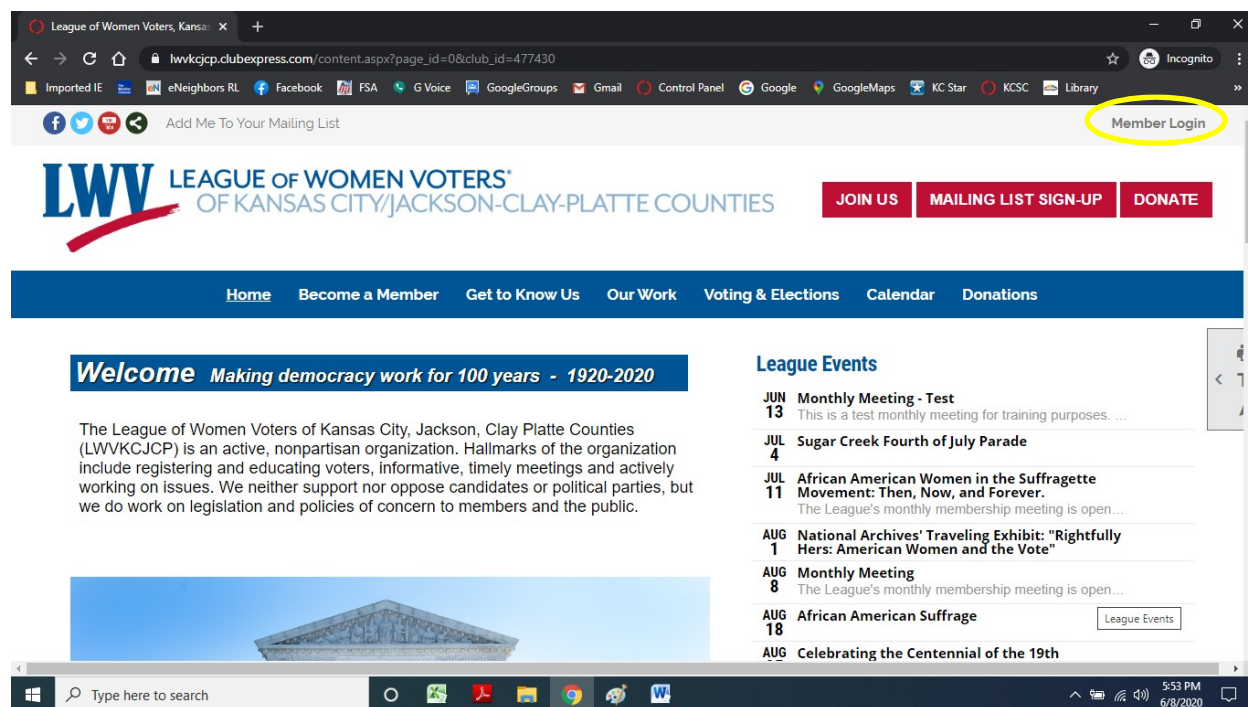 League of Women Voters, Kansas
lwvkcjcp.clubexpress.com/content.aspx?page_id=0&club_id=477430
Incognito
Imported IE eNeighbors RL Facebook FSA G Voice GoogleGroups Gmail Control Panel Google GoogleMaps KC Star KCSC Library »
Add Me To Your Mailing List
Member Login
LWV
LEAGUE OF WOMEN VOTERS®
OF KANSAS CITY/JACKSON-CLAY-PLATTE COUNTIES
JOIN US MAILING LIST SIGN-UP DONATE
Home Become a Member Get to Know Us Our Work Voting & Elections Calendar Donations
Welcome Making democracy work for 100 years - 1920-2020
The League of Women Voters of Kansas City, Jackson, Clay Platte Counties
(LWVKCJCP) is an active, nonpartisan organization. Hallmarks of the organization
include registering and educating voters, informative, timely meetings and actively
working on issues. We neither support nor oppose candidates or political parties, but
we do work on legislation and policies of concern to members and the public.
League Events
JUN 13 Monthly Meeting - Test
This is a test monthly meeting for training purposes. ...
JUL 4 Sugar Creek Fourth of July Parade
JUL 11 African American Women in the Suffragette
Movement: Then, Now, and Forever.
The League's monthly membership meeting is open...
AUG 1 National Archives' Traveling Exhibit: "Rightfully
Hers: American Women and the Vote"
AUG 8 Monthly Meeting
The League's monthly membership meeting is open...
AUG 18 African American Suffrage
League Events
AUG Celebrating the Centennial of the 19th
Type here to search
5:53 PM
6/8/2020